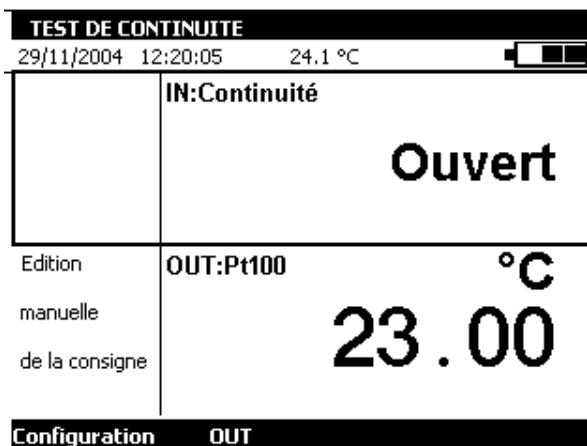 TEST DE CONTINUITE
29/11/2004 12:20:05 24.1 °C
IN:Continuité
Ouvert
Edition
manuelle
de la consigne
OUT:Pt100
°C
23.00
Configuration OUT